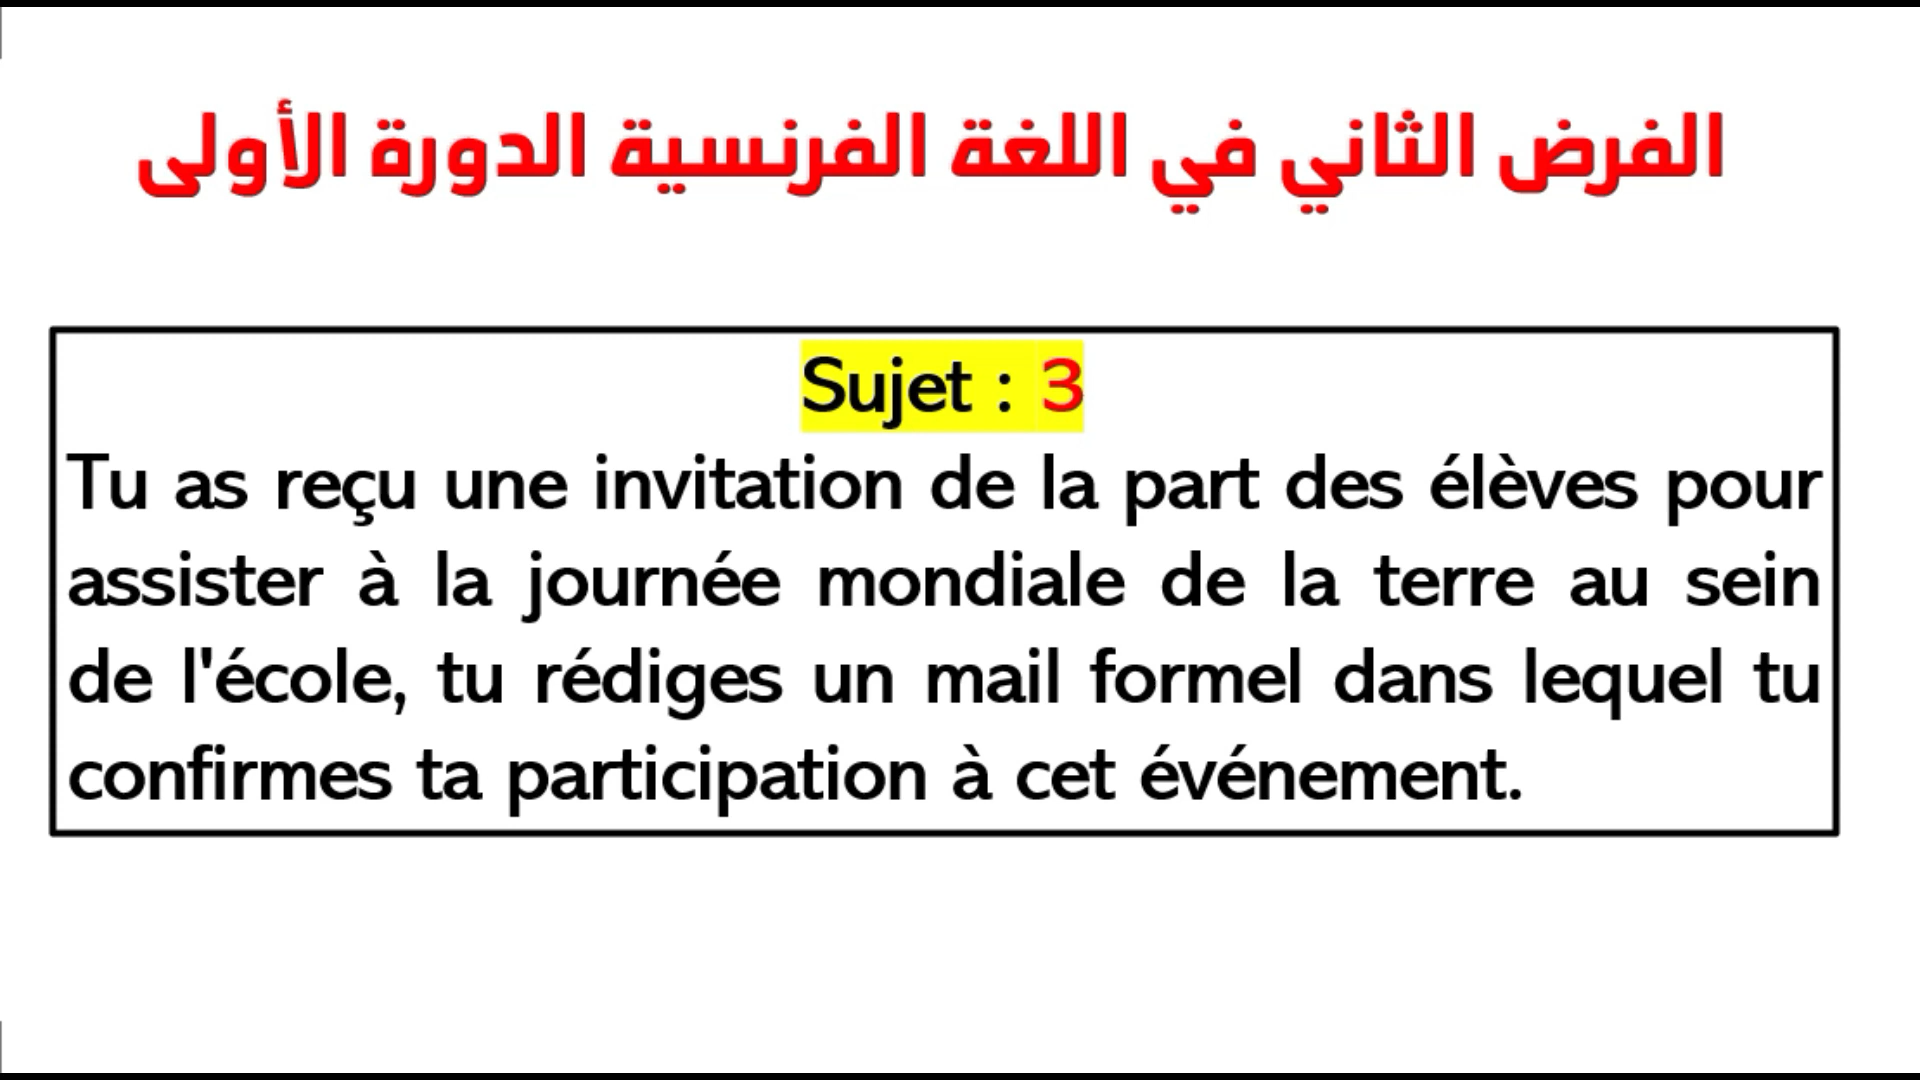 الفرض الثاني في اللغة الفرنسية الدورة الأولى
Sujet : 3
Tu as reçu une invitation de la part des élèves pour
assister à la journée mondiale de la terre au sein
de l'école, tu rédiges un mail formel dans lequel tu
confirmes ta participation à cet événement.